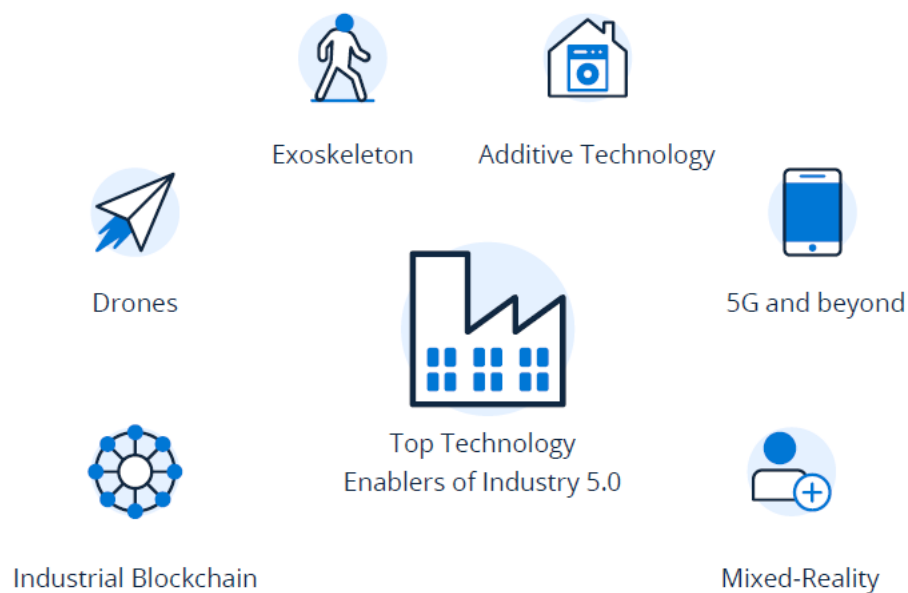 Exoskeleton
Additive Technology
Drones
5G and beyond
Top Technology
Enablers of Industry 5.0
Industrial Blockchain
Mixed-Reality